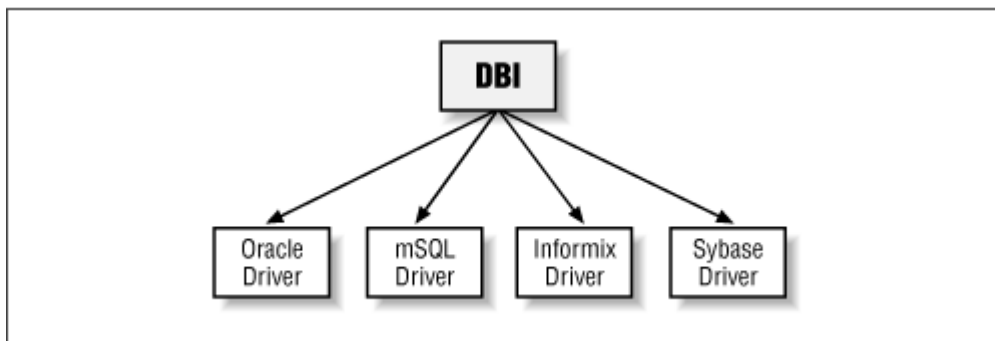 DBI
Oracle
Driver
mSQL
Driver
Informix
Driver
Sybase
Driver